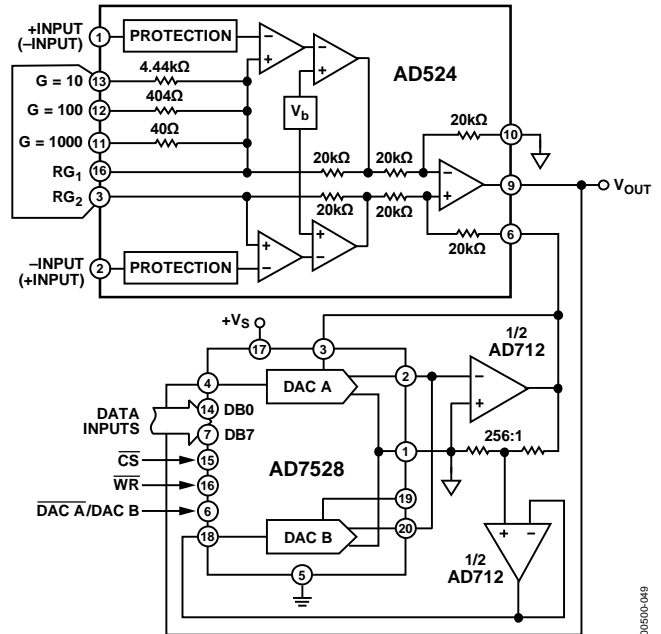 +INPUT
(–INPUT)
1
PROTECTION
AD524
G = 10
13
4.44kΩ
G = 100
12
404Ω
G = 1000
11
40Ω
Vb
20kΩ
10
RG1
16
20kΩ
20kΩ
9
VOUT
RG2
3
20kΩ
20kΩ
20kΩ
6
–INPUT
(+INPUT)
2
PROTECTION
+VS
17
3
1/2
AD712
4
DAC A
2
DATA
INPUTS
14
DB0
7
DB7
1
256:1
CS
15
AD7528
WR
16
19
DAC A/DAC B
6
20
18
DAC B
1/2
AD712
5
00500-049